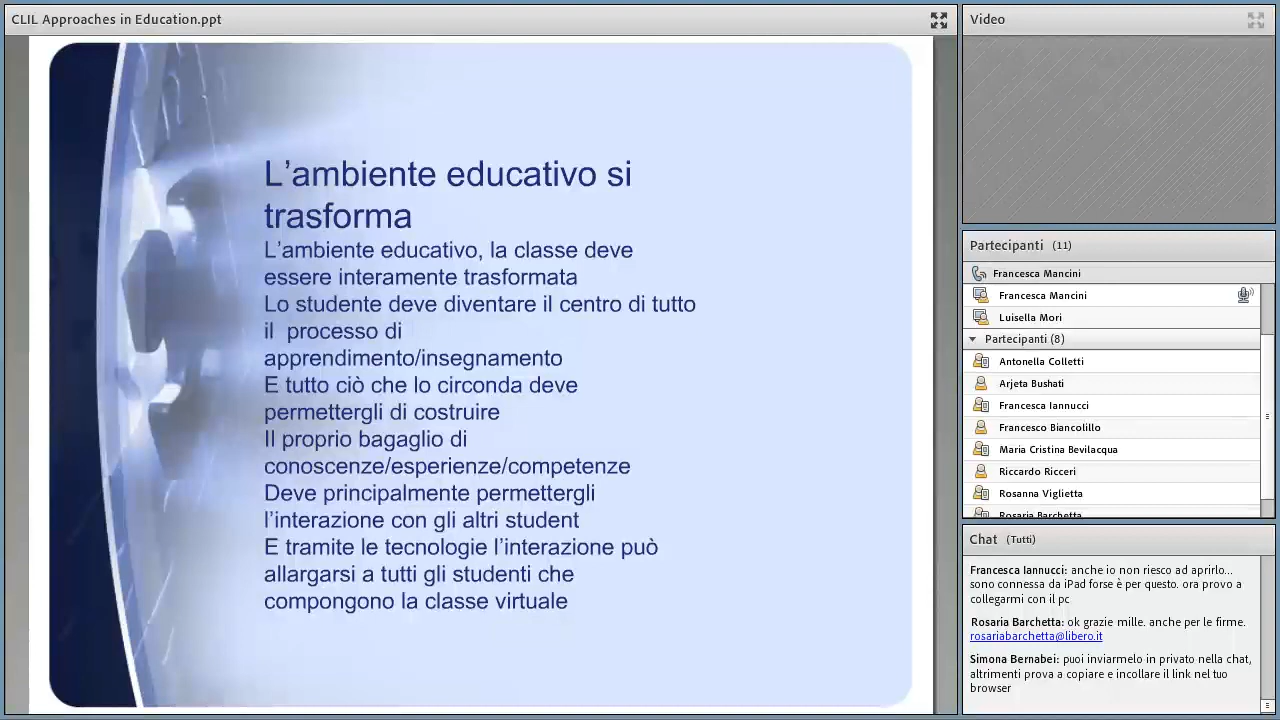 CLIL Approaches in Education.ppt
L’ambiente educativo si
trasforma
L’ambiente educativo, la classe deve
essere interamente trasformata
Lo studente deve diventare il centro di tutto
il  processo di
apprendimento/insegnamento
E tutto ciò che lo circonda deve
permettergli di costruire
Il proprio bagaglio di
conoscenze/esperienze/competenze
Deve principalmente permettergli
l’interazione con gli altri student
E tramite le tecnologie l’interazione può
allargarsi a tutti gli studenti che
compongono la classe virtuale
Video
Partecipanti (11)
Francesca Mancini
Francesca Mancini
Luisella Mori
Partecipanti (8)
Antonella Colletti
Arjeta Bushati
Francesca Iannucci
Francesco Biancolillo
Maria Cristina Bevilacqua
Riccardo Ricceri
Rosanna Viglietta
Rosaria Barchetta
Chat (Tutti)
Francesca Iannucci: anche io non riesco ad aprirlo...
sono connessa da iPad forse è per questo. ora provo a
collegarmi con il pc
Rosaria Barchetta: ok grazie mille. anche per le firme.
rosariabarchetta@libero.it
Simona Bernabei: puoi inviarmelo in privato nella chat,
altrimenti prova a copiare e incollare il link nel tuo
browser